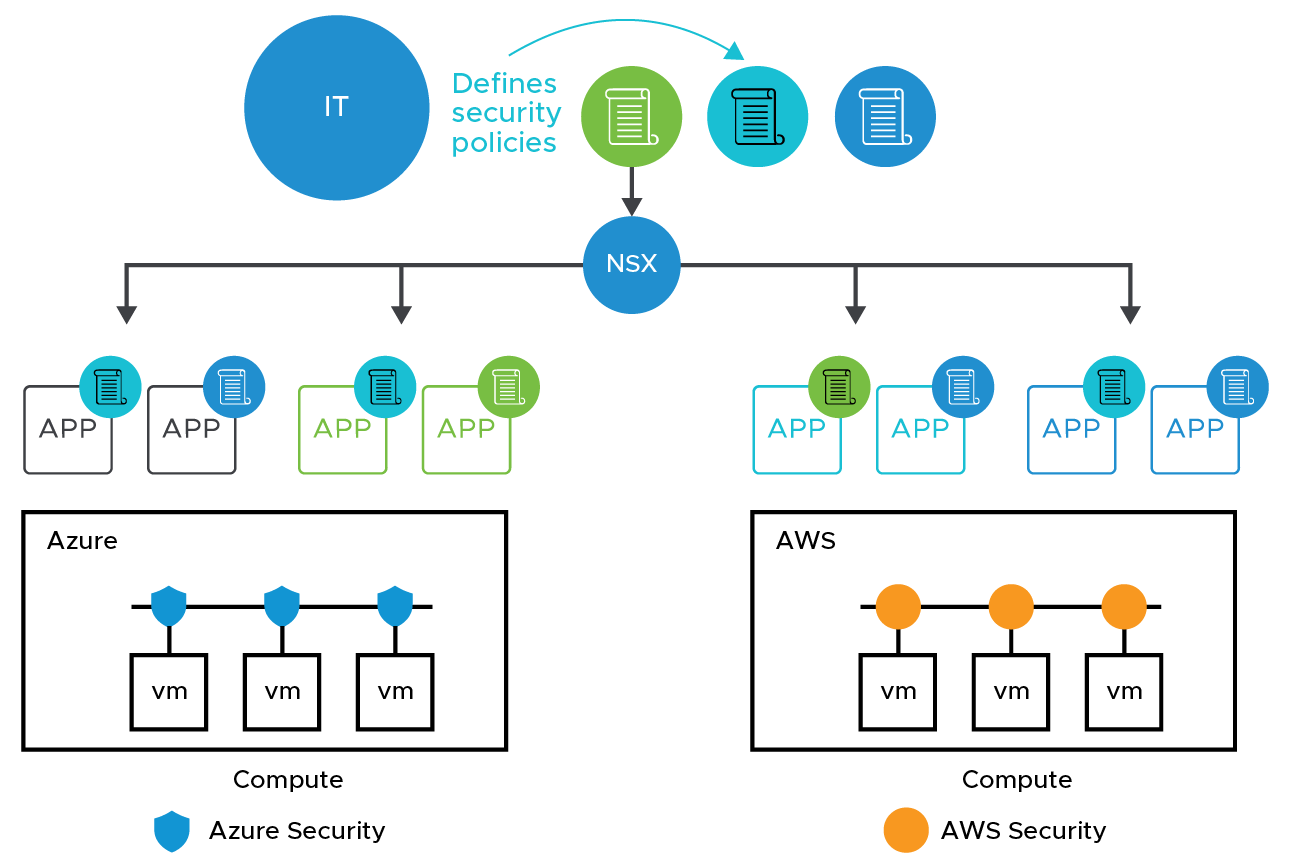 IT
Defines
security
policies
NSX
APP
APP
APP
APP
APP
APP
APP
APP
Azure
AWS
vm
vm
vm
vm
vm
vm
Compute
Compute
Azure Security
AWS Security